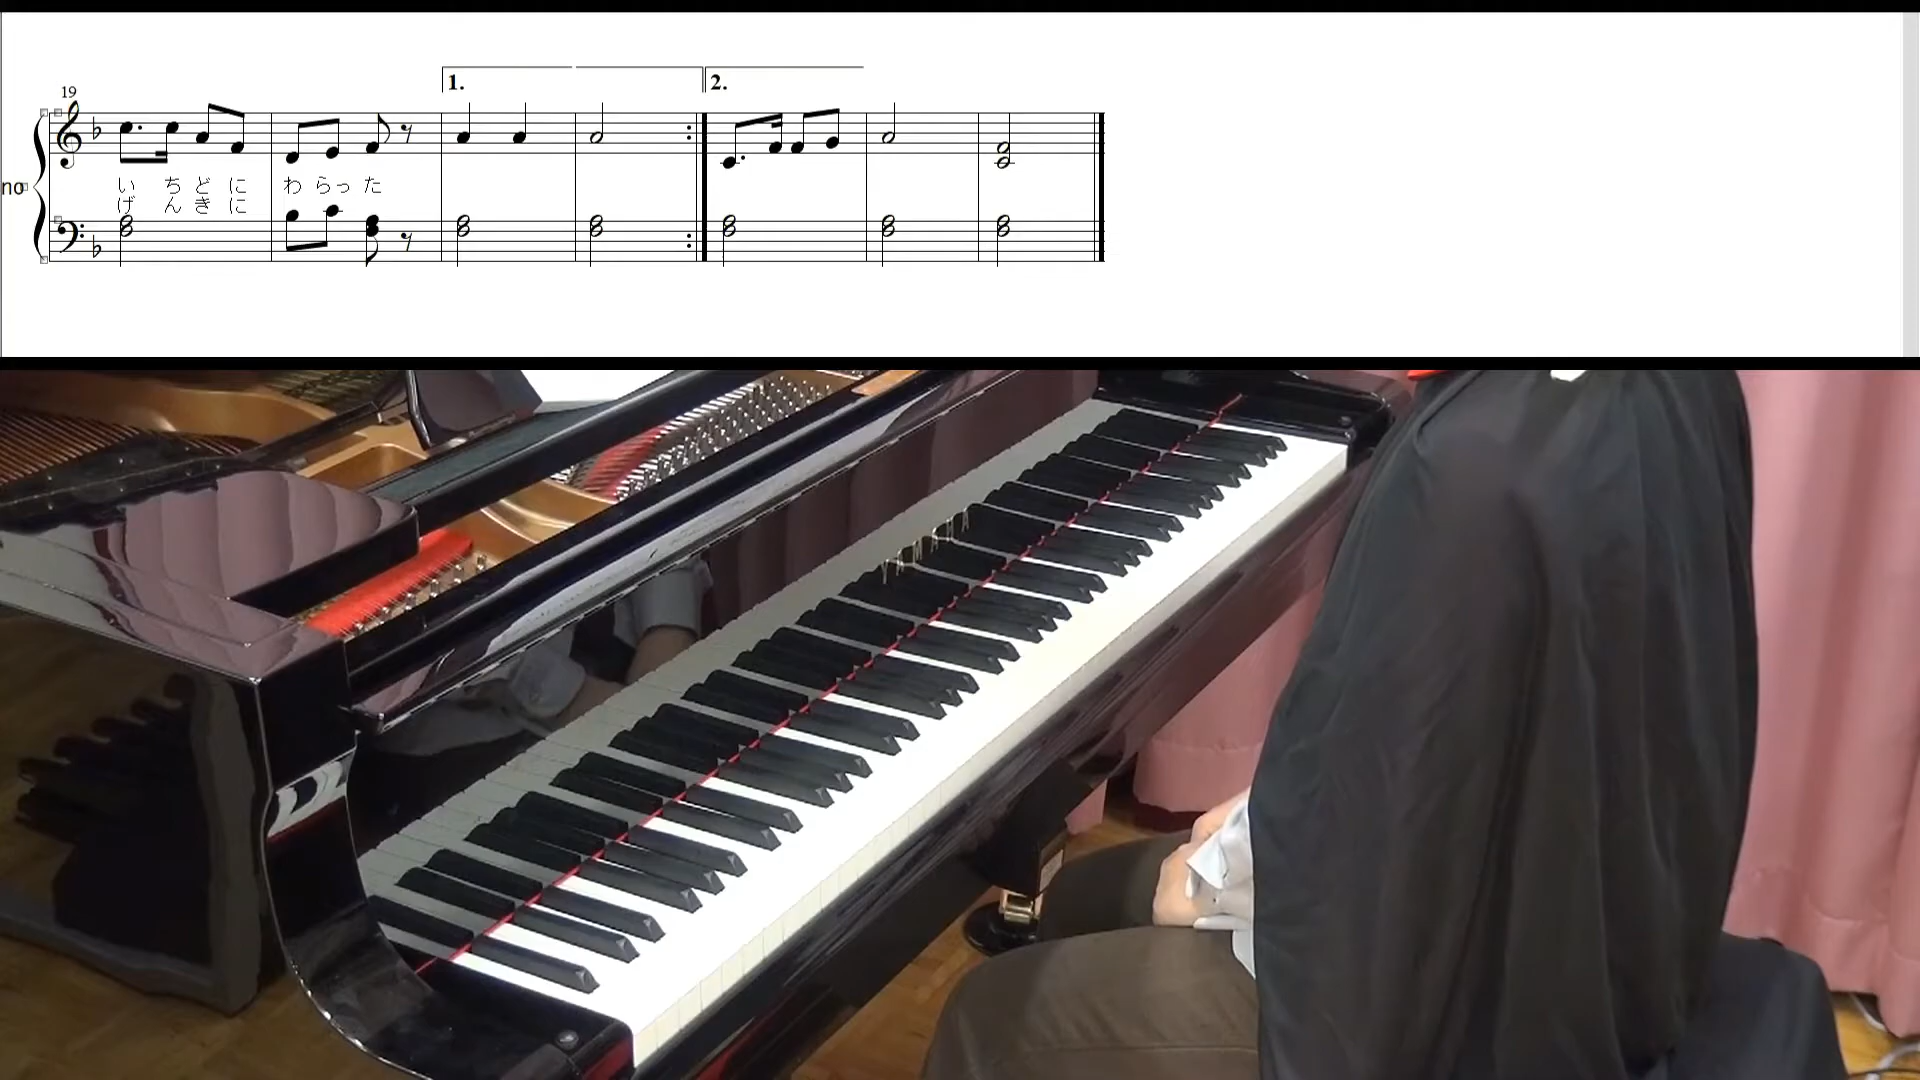 19
1.
2.
no
い ち ど に わ らっ た
げ ん き に